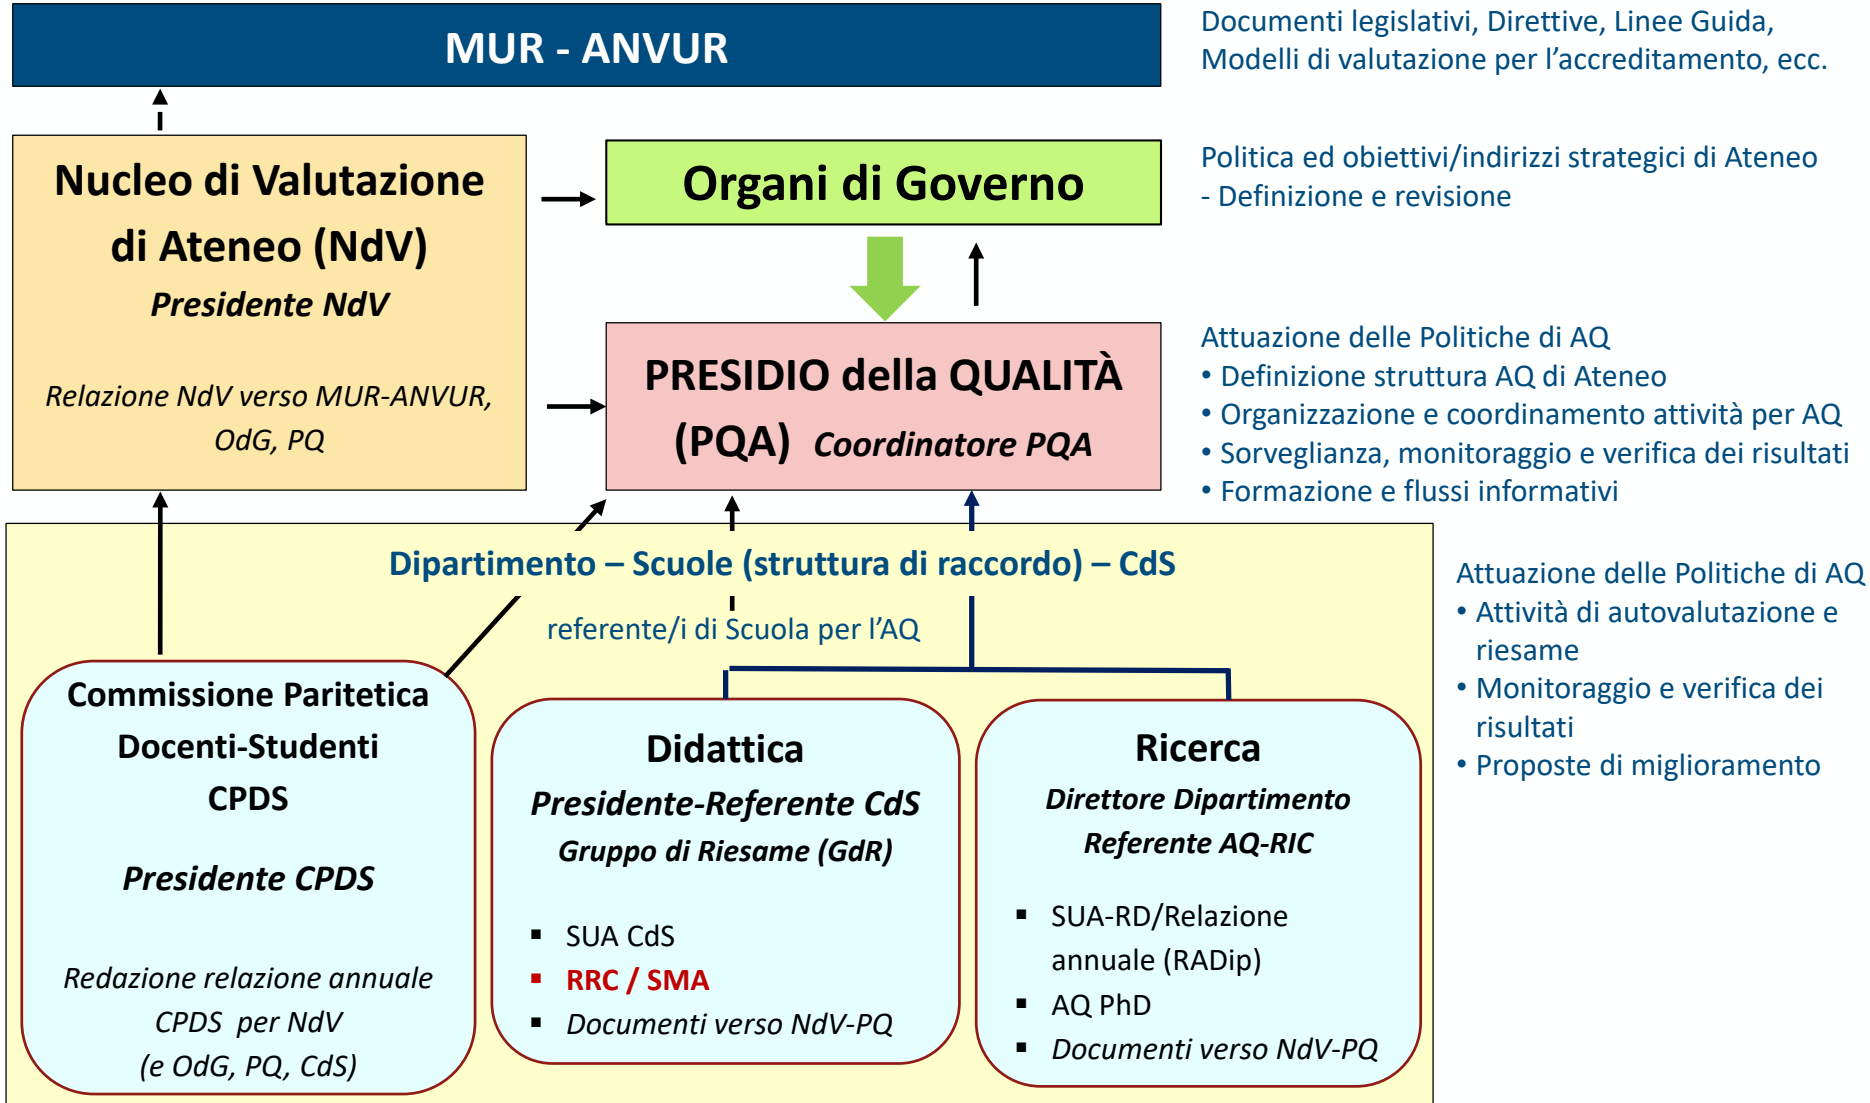 MUR - ANVUR
Documenti legislativi, Direttive, Linee Guida,
Modelli di valutazione per l’accreditamento, ecc.
Nucleo di Valutazione
di Ateneo (NdV)
Presidente NdV
Relazione NdV verso MUR-ANVUR,
OdG, PQ
Organi di Governo
Politica ed obiettivi/indirizzi strategici di Ateneo
- Definizione e revisione
PRESIDIO della QUALITÀ
(PQA) Coordinatore PQA
Attuazione delle Politiche di AQ
• Definizione struttura AQ di Ateneo
• Organizzazione e coordinamento attività per AQ
• Sorveglianza, monitoraggio e verifica dei risultati
• Formazione e flussi informativi
Dipartimento – Scuole (struttura di raccordo) – CdS
referente/i di Scuola per l’AQ
Commissione Paritetica
Docenti-Studenti
CPDS
Presidente CPDS
Redazione relazione annuale
CPDS per NdV
(e OdG, PQ, CdS)
Didattica
Presidente-Referente CdS
Gruppo di Riesame (GdR)
▪ SUA CdS
▪ RRC / SMA
▪ Documenti verso NdV-PQ
Ricerca
Direttore Dipartimento
Referente AQ-RIC
▪ SUA-RD/Relazione
annuale (RADip)
▪ AQ PhD
▪ Documenti verso NdV-PQ
Attuazione delle Politiche di AQ
• Attività di autovalutazione e
riesame
• Monitoraggio e verifica dei
risultati
• Proposte di miglioramento